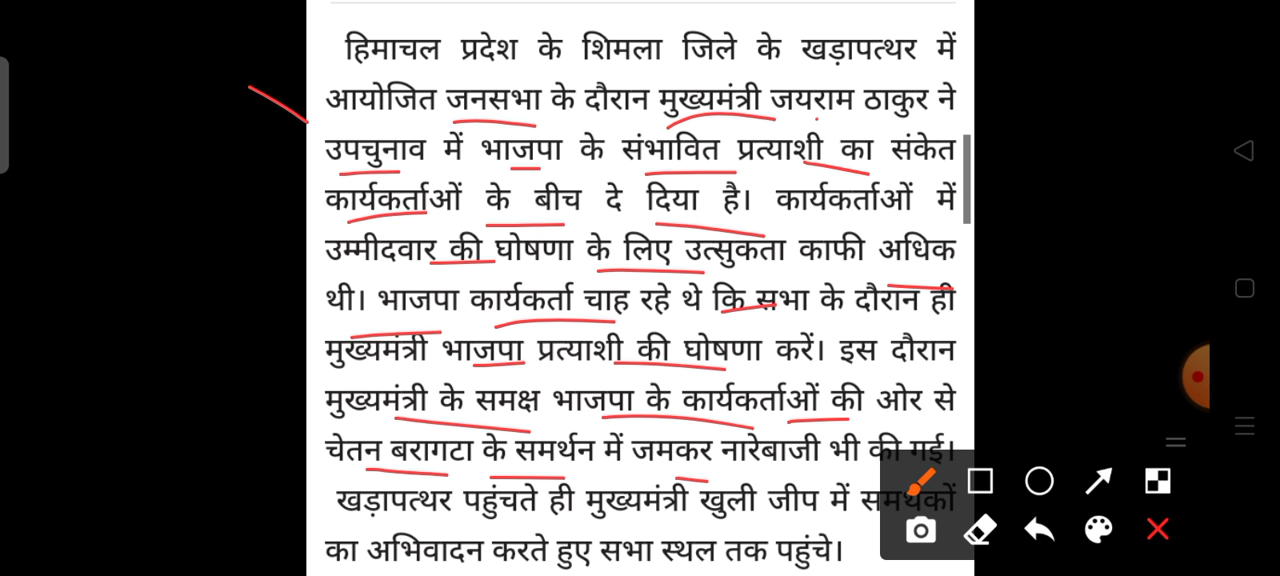 हिमाचल प्रदेश के शिमला जिले के खड़ापत्थर में
आयोजित जनसभा के दौरान मुख्यमंत्री जयराम ठाकुर ने
उपचुनाव में भाजपा के संभावित प्रत्याशी का संकेत
कार्यकर्ताओं के बीच दे दिया है। कार्यकर्ताओं में
उम्मीदवार की घोषणा के लिए उत्सुकता काफी अधिक
थी। भाजपा कार्यकर्ता चाह रहे थे कि सभा के दौरान ही
मुख्यमंत्री भाजपा प्रत्याशी की घोषणा करें। इस दौरान
मुख्यमंत्री के समक्ष भाजपा के कार्यकर्ताओं की ओर से
चेतन बरागटा के समर्थन में जमकर नारेबाजी भी की गई।
खड़ापत्थर पहुंचते ही मुख्यमंत्री खुली जीप में समर्थकों
का अभिवादन करते हुए सभा स्थल तक पहुंचे।